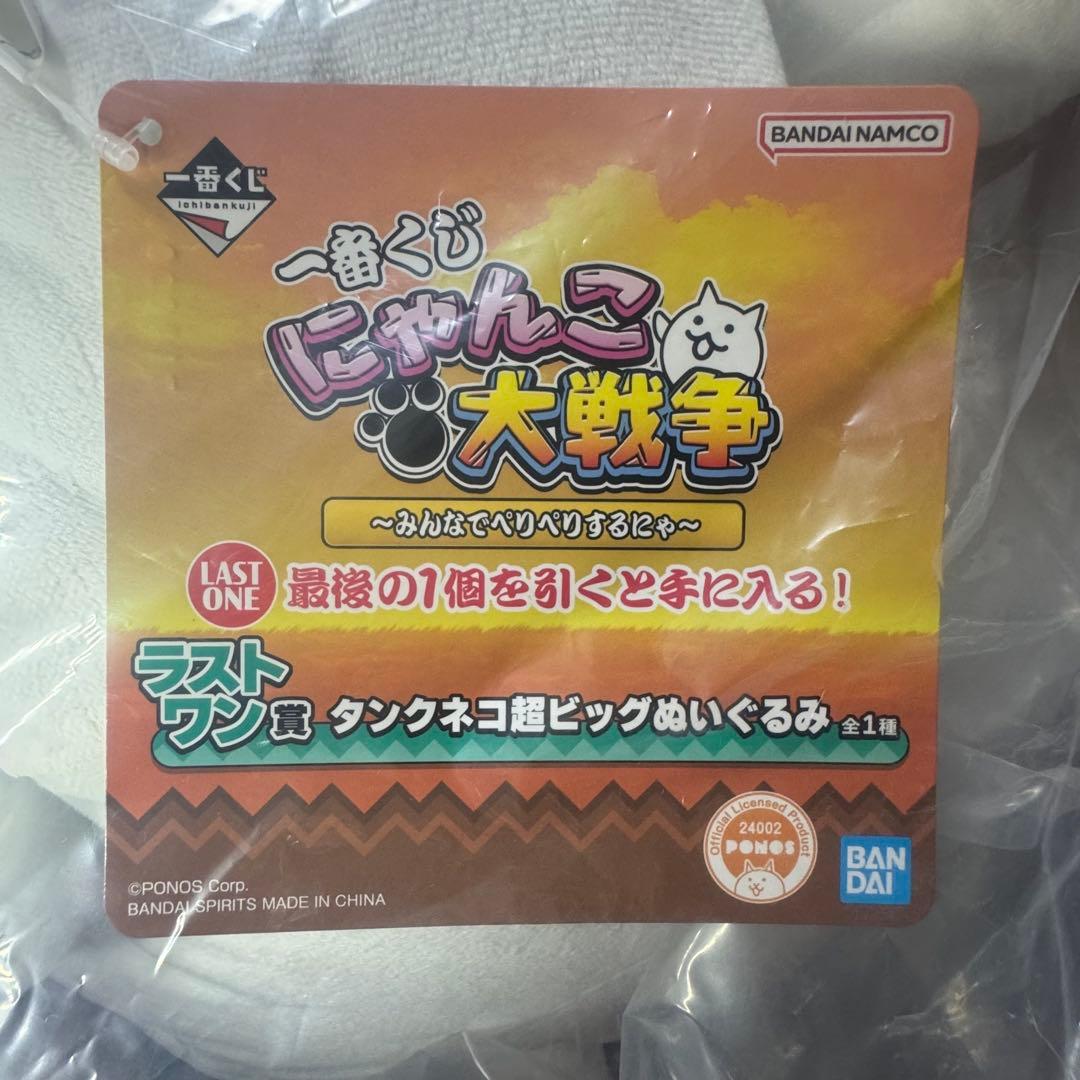 一番くじ
ichibankuji
BANDAI NAMCO
一番くじ
にゃんこ
大戦争
～みんなでぺりぺりするにゃ～
LAST
ONE
最後の1個を引くと手に入る！
ラスト
ワン賞
タンクネコ超ビッグぬいぐるみ 全1種
Official Licensed Product
24002
PONOS
BAN
DAI
©PONOS Corp.
BANDAI SPIRITS MADE IN CHINA